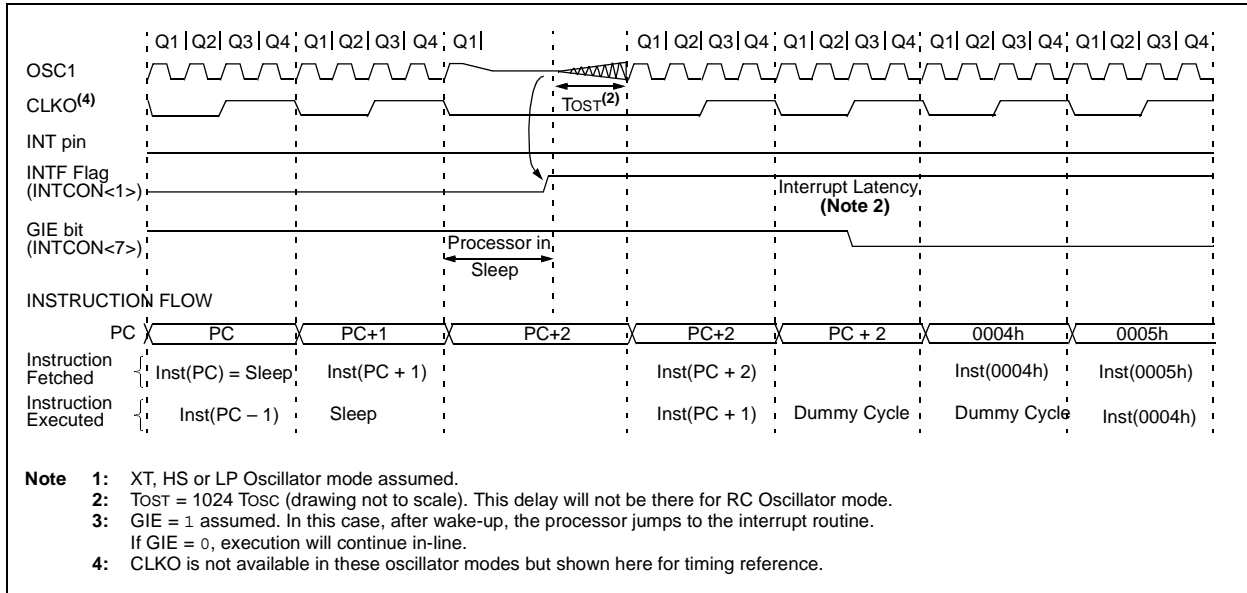 Q1 Q2 Q3 Q4 Q1 Q2 Q3 Q4 Q1 Q1 Q2 Q3 Q4 Q1 Q2 Q3 Q4 Q1 Q2 Q3 Q4 Q1 Q2 Q3 Q4
OSC1
CLKO(4)
TOST(2)
INT pin
INTF Flag
(INTCON<1>)
Interrupt Latency
(Note 2)
GIE bit
(INTCON<7>)
Processor in
Sleep
INSTRUCTION FLOW
PC PC PC+1 PC+2 PC+2 PC + 2 0004h 0005h
Instruction
Fetched
Inst(PC) = Sleep Inst(PC + 1) Inst(PC + 2) Inst(0004h) Inst(0005h)
Instruction
Executed
Inst(PC – 1) Sleep Inst(PC + 1) Dummy Cycle Dummy Cycle Inst(0004h)
Note 1: XT, HS or LP Oscillator mode assumed.
2: TOST = 1024 TOSC (drawing not to scale). This delay will not be there for RC Oscillator mode.
3: GIE = 1 assumed. In this case, after wake-up, the processor jumps to the interrupt routine.
If GIE = 0, execution will continue in-line.
4: CLKO is not available in these oscillator modes but shown here for timing reference.